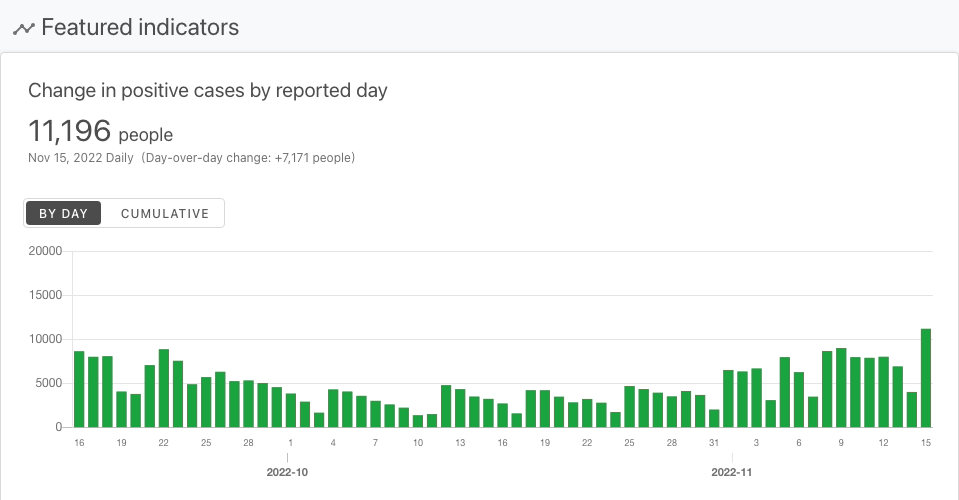 Featured indicators
Change in positive cases by reported day
11,196 people
Nov 15, 2022 Daily (Day-over-day change: +7,171 people)
BY DAY CUMULATIVE
20000
15000
10000
5000
0
16 19 22 25 28 1 4 7 10 13 16 19 22 25 28 31 3 6 9 12 15
2022-10 2022-11